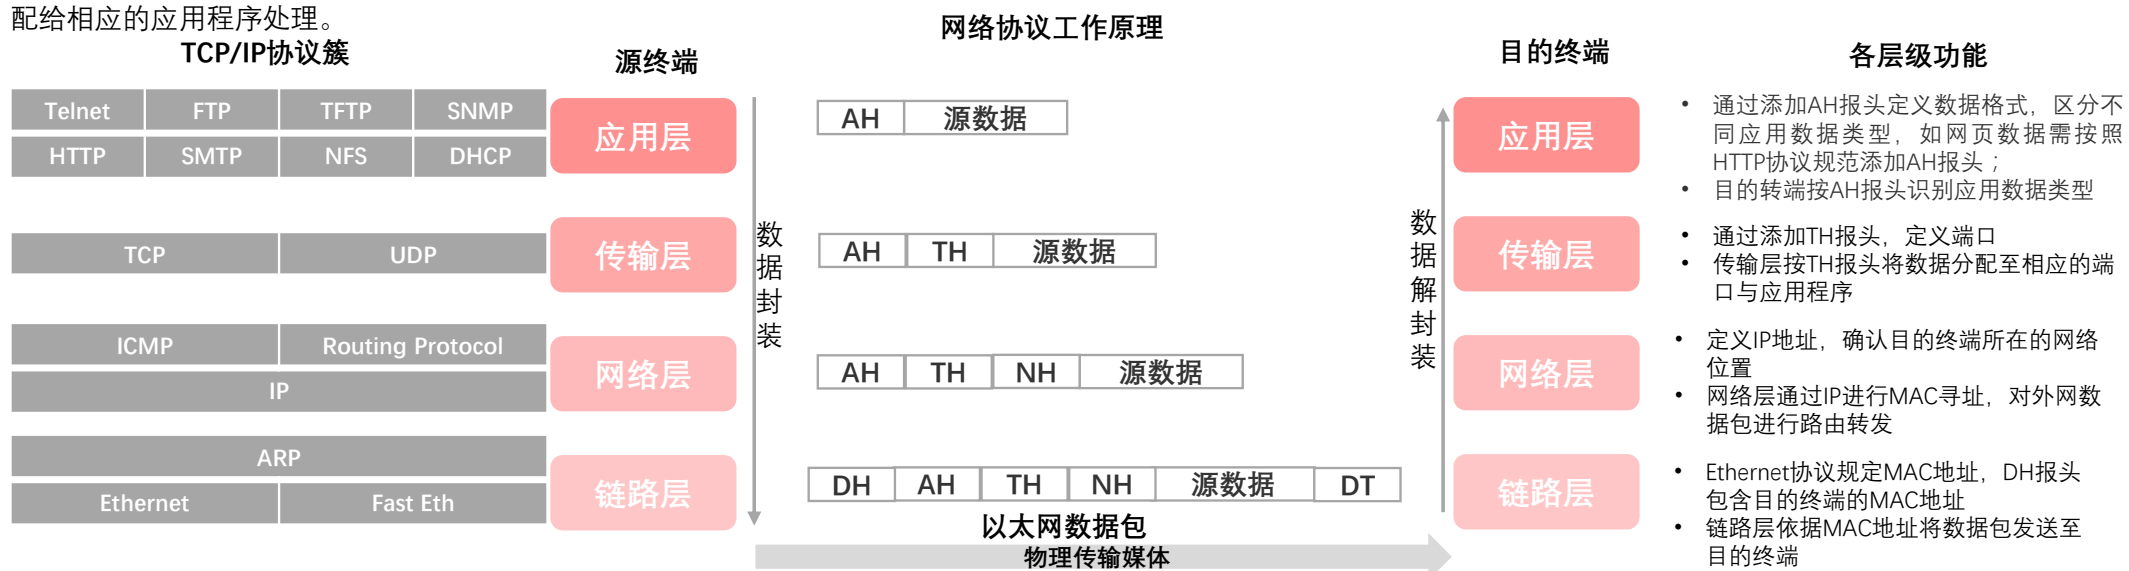 配给相应的应用程序处理。
TCP/IP协议簇
源终端
网络协议工作原理
目的终端
各层级功能
Telnet FTP TFTP SNMP
HTTP SMTP NFS DHCP
应用层
AH 源数据
应用层
• 通过添加AH报头定义数据格式，区分不
同应用数据类型，如网页数据需按照
HTTP协议规范添加AH报头；
• 目的转端按AH报头识别应用数据类型
TCP UDP
传输层
数据封装
AH TH 源数据
数据解封装
传输层
• 通过添加TH报头，定义端口
• 传输层按TH报头将数据分配至相应的端
口与应用程序
ICMP Routing Protocol
IP
网络层
AH TH NH 源数据
网络层
• 定义IP地址，确认目的终端所在的网络
位置
• 网络层通过IP进行MAC寻址，对外网数
据包进行路由转发
ARP
Ethernet Fast Eth
链路层
DH AH TH NH 源数据 DT
以太网数据包
物理传输媒体
链路层
• Ethernet协议规定MAC地址，DH报头
包含目的终端的MAC地址
• 链路层依据MAC地址将数据包发送至
目的终端